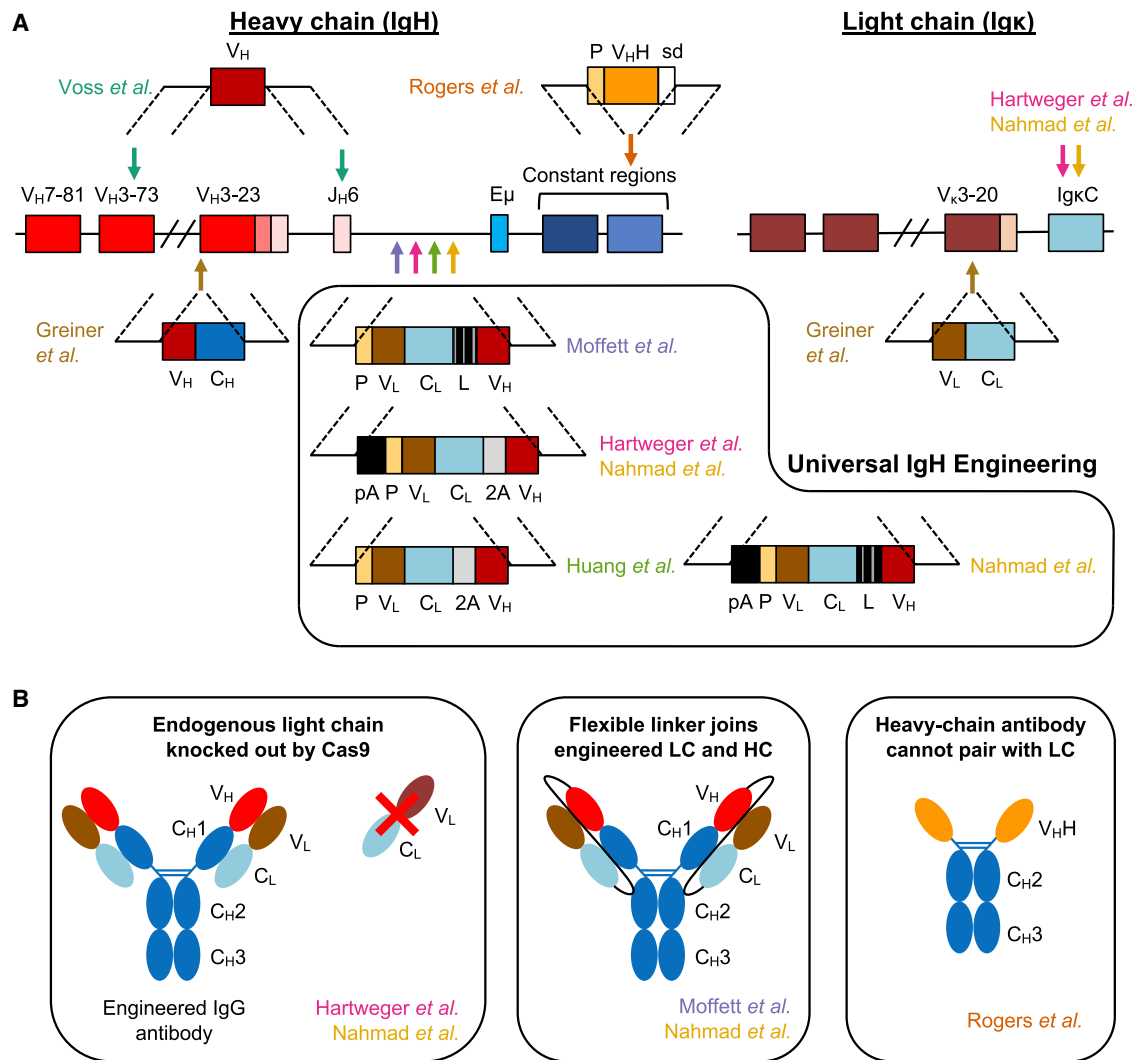 A
Heavy chain (IgH)
Light chain (Igκ)
VH
Voss et al.
P VHH sd
Rogers et al.
Hartweger et al.
Nahmad et al.
Constant regions
VH7-81 VH3-73 VH3-23 JH6 Eμ
Vκ3-20 IgκC
Greiner
et al.
VH CH
P VL CL L VH
Moffett et al.
Greiner
et al.
VL CL
pA P VL CL 2A VH
Hartweger et al.
Nahmad et al.
Universal IgH Engineering
P VL CL 2A VH
Huang et al.
pA P VL CL L VH
Nahmad et al.
B
Endogenous light chain
knocked out by Cas9
VH
CH1
VL
CL
CH2
CH3
VL
CL
Engineered IgG
antibody
Hartweger et al.
Nahmad et al.
Flexible linker joins
engineered LC and HC
VH
CH1
VL
CL
CH2
CH3
Moffett et al.
Nahmad et al.
Heavy-chain antibody
cannot pair with LC
VHH
CH2
CH3
Rogers et al.